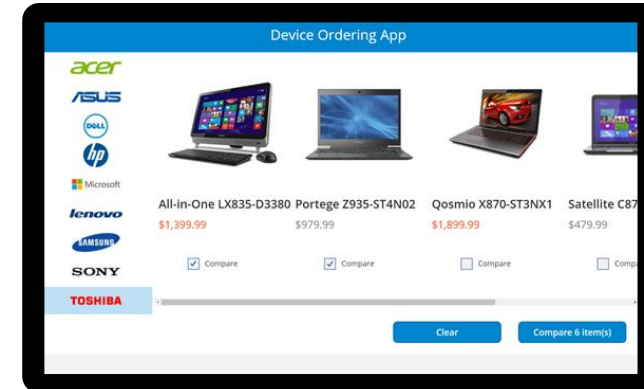 Device Ordering App
acer
ASUS
DELL
hp
Microsoft
lenovo
SAMSUNG
SONY
TOSHIBA
All-in-One LX835-D3380 Portege Z935-ST4N02 Qosmio X870-ST3NX1 Satellite C87
$1,399.99 $979.99 $1,899.99 $479.99
Compare Compare Compare Comp
Clear Compare 6 item(s)